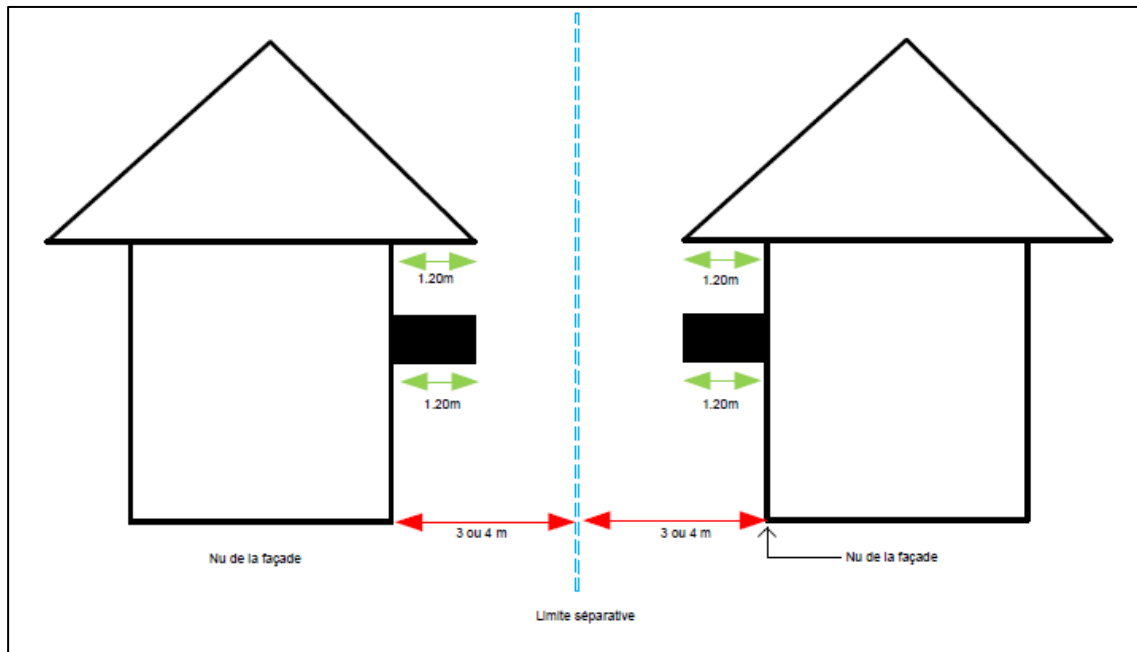 1.20m
1.20m
1.20m
1.20m
3 ou 4 m
3 ou 4 m
Nu de la façade
Nu de la façade
Limite séparative